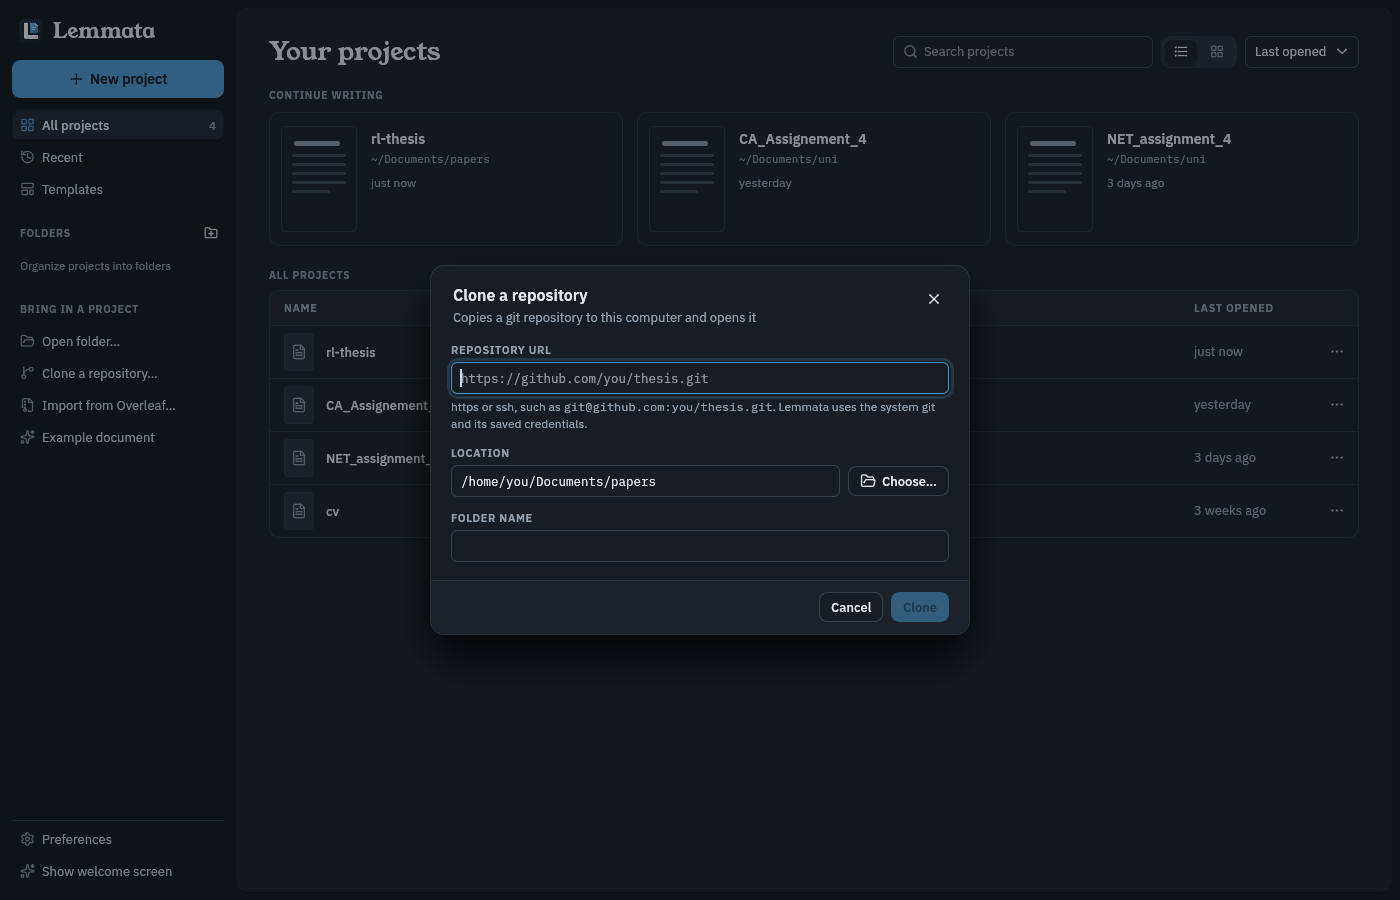 Lemmata
New project
All projects 4
Recent
Templates
FOLDERS
Organize projects into folders
BRING IN A PROJECT
Open folder...
Clone a repository...
Import from Overleaf...
Example document
Preferences
Show welcome screen
Your projects
Search projects
Last opened
CONTINUE WRITING
rl-thesis
~/Documents/papers
just now
CA_Assignement_4
~/Documents/uni
yesterday
NET_assignment_4
~/Documents/uni
3 days ago
ALL PROJECTS
NAME LAST OPENED
rl-thesis just now
CA_Assignement_ yesterday
NET_assignment_ 3 days ago
cv 3 weeks ago
Clone a repository
Copies a git repository to this computer and opens it
REPOSITORY URL
https://github.com/you/thesis.git
https or ssh, such as git@github.com:you/thesis.git. Lemmata uses the system git
and its saved credentials.
LOCATION
/home/you/Documents/papers Choose...
FOLDER NAME
Cancel Clone